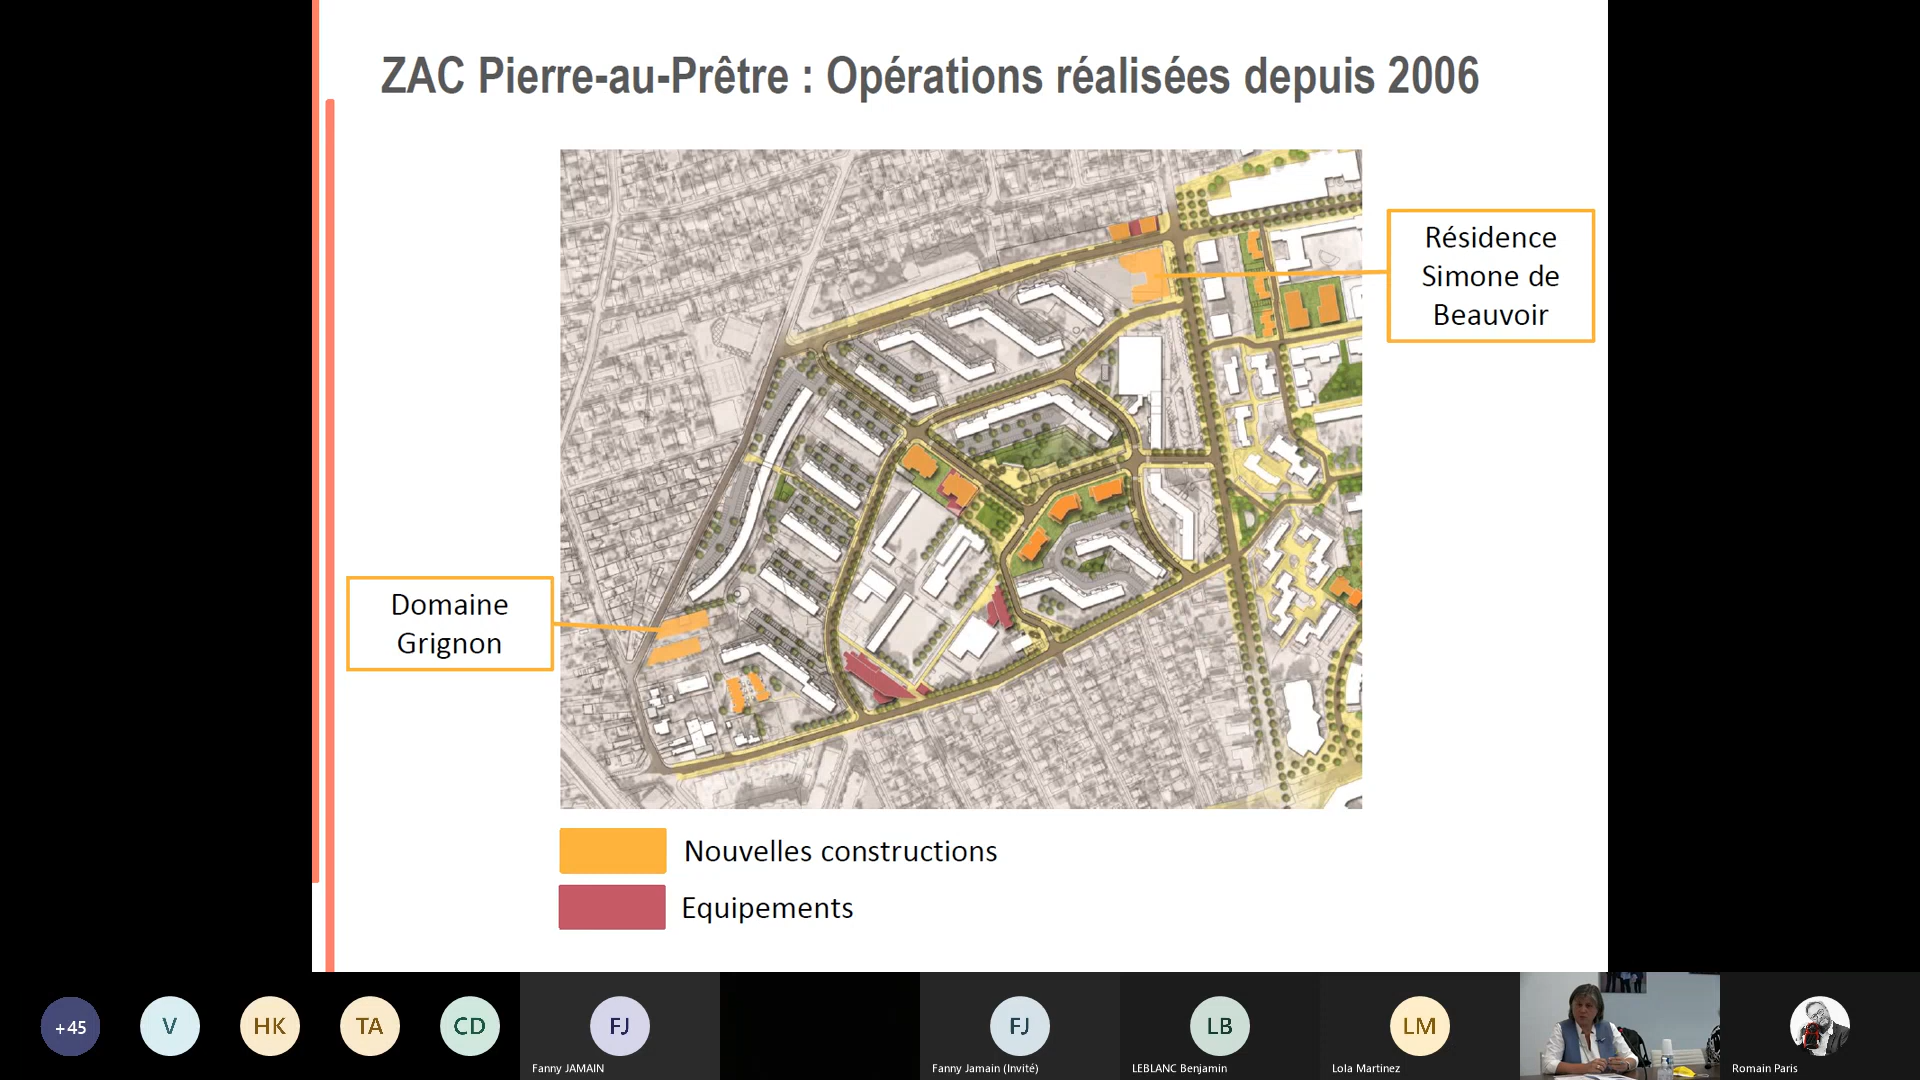 ZAC Pierre-au-Prêtre : Opérations réalisées depuis 2006
Résidence
Simone de
Beauvoir
Domaine
Grignon
Nouvelles constructions
Equipements
+45
V
HK
TA
CD
FJ
Fanny JAMAIN
FJ
Fanny Jamain (Invité)
LB
LEBLANC Benjamin
LM
Lola Martinez
Romain Paris